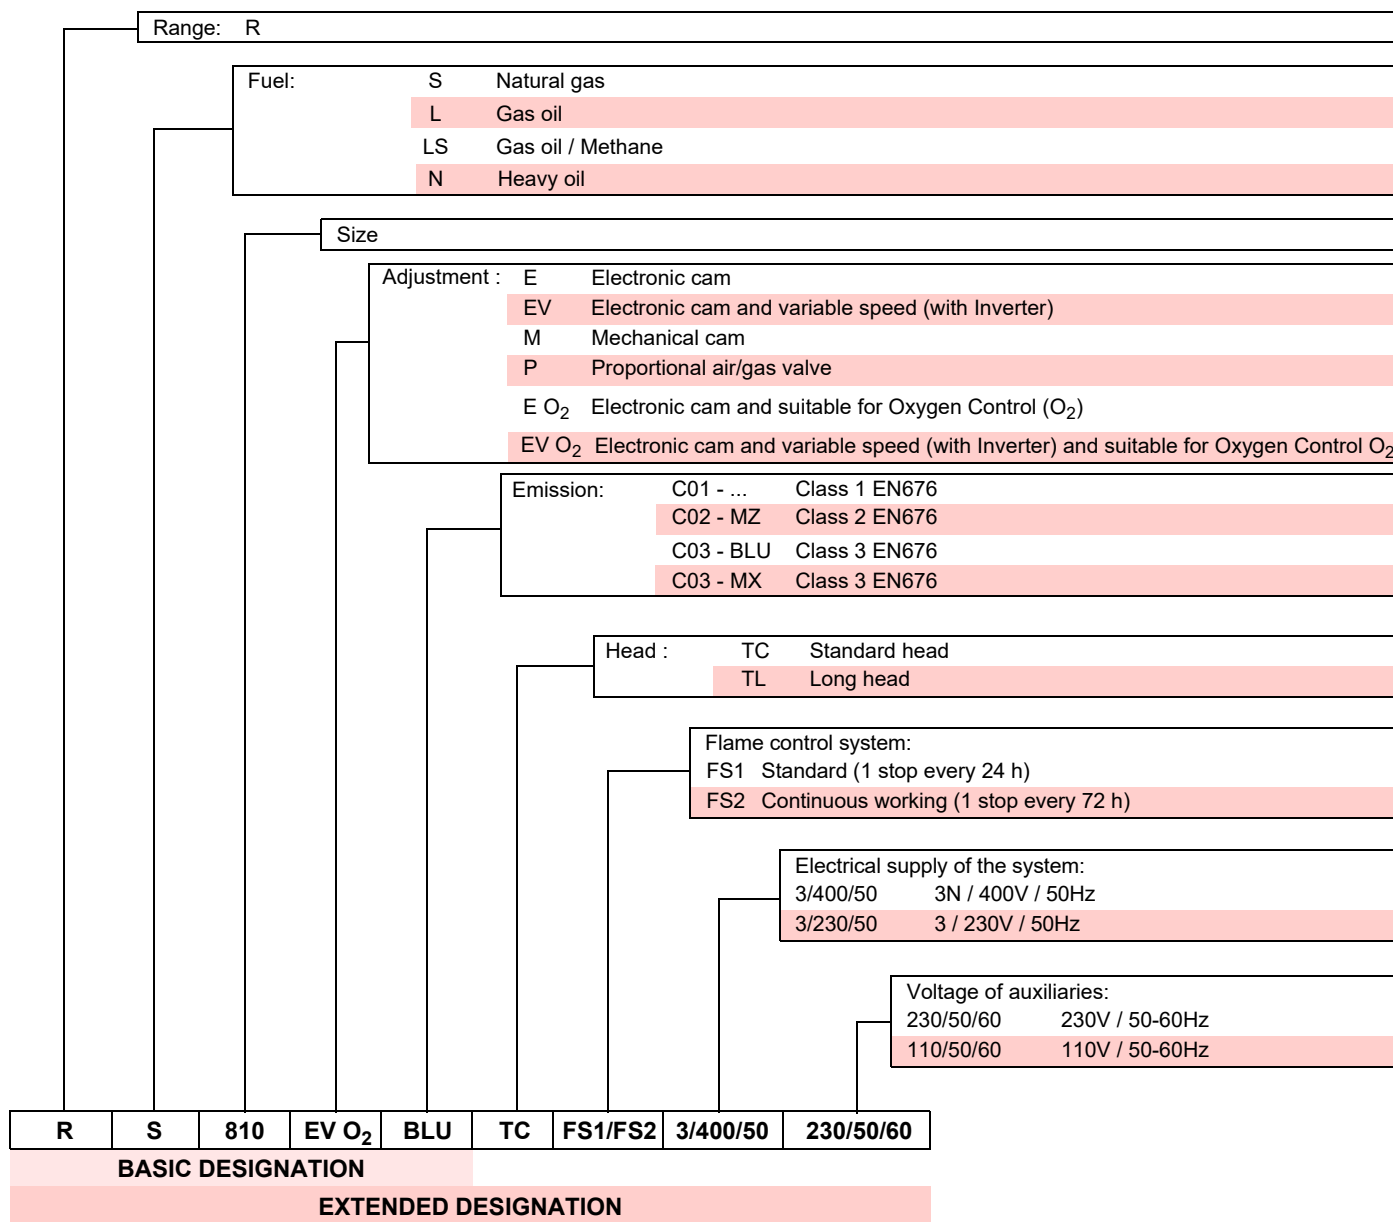 Range: R
Fuel: S Natural gas
L Gas oil
LS Gas oil / Methane
N Heavy oil
Size
Adjustment : E Electronic cam
EV Electronic cam and variable speed (with Inverter)
M Mechanical cam
P Proportional air/gas valve
E O₂ Electronic cam and suitable for Oxygen Control (O₂)
EV O₂ Electronic cam and variable speed (with Inverter) and suitable for Oxygen Control O₂
Emission: C01 - ... Class 1 EN676
C02 - MZ Class 2 EN676
C03 - BLU Class 3 EN676
C03 - MX Class 3 EN676
Head : TC Standard head
TL Long head
Flame control system:
FS1 Standard (1 stop every 24 h)
FS2 Continuous working (1 stop every 72 h)
Electrical supply of the system:
3/400/50 3N / 400V / 50Hz
3/230/50 3 / 230V / 50Hz
Voltage of auxiliaries:
230/50/60 230V / 50-60Hz
110/50/60 110V / 50-60Hz
R S 810 EV O₂ BLU TC FS1/FS2 3/400/50 230/50/60
BASIC DESIGNATION
EXTENDED DESIGNATION